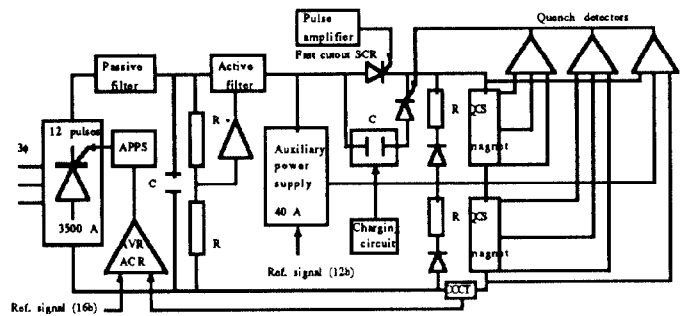 Pulse
amplifier
Quench detectors
Fast cutout SCR
Passive
filter
Active
filter
12 pulses
3φ
APPS
R
C
C
R
QCS
magnet
Auxiliary
power
supply
40 A
3500 A
AVR
ACR
R
Charging
circuit
R
QCS
magnet
Ref. signal (12b)
DCCT
Ref. signal (16b)